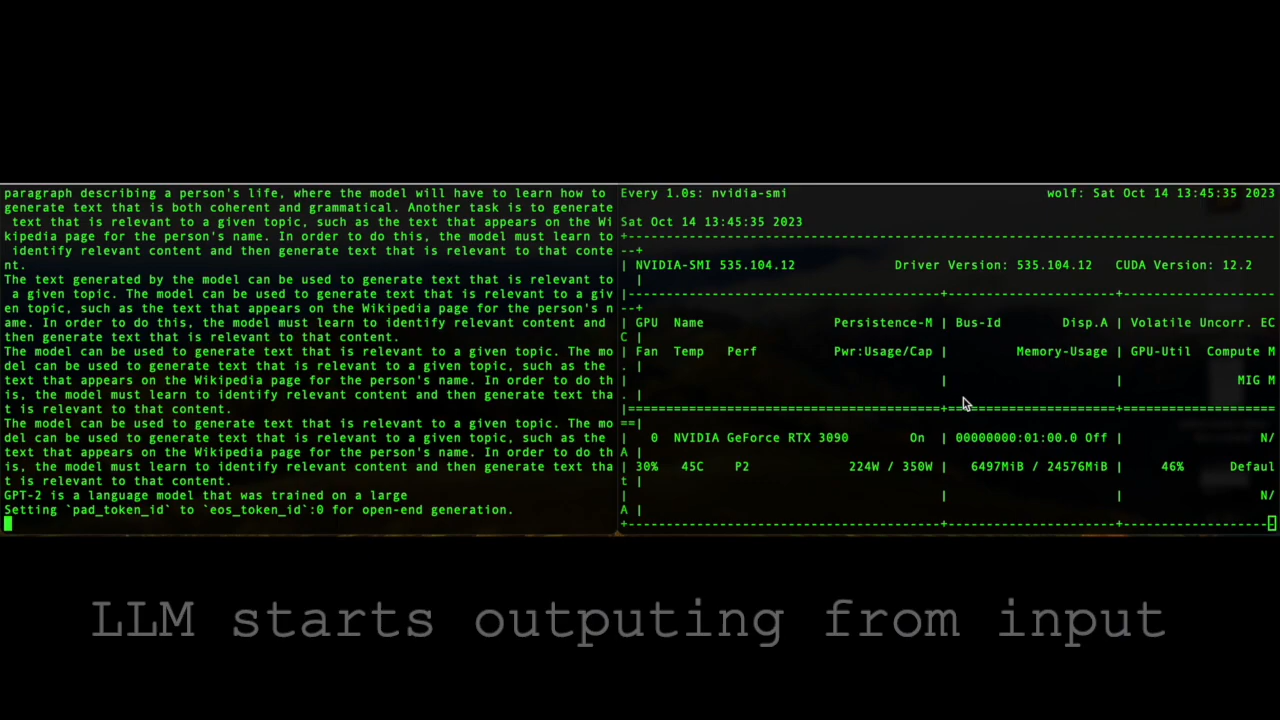 paragraph describing a person's life, where the model will have to learn how to
generate text that is both coherent and grammatical. Another task is to generate
 text that is relevant to a given topic, such as the text that appears on the Wi
kipedia page for the person's name. In order to do this, the model must learn to
 identify relevant content and then generate text that is relevant to that conte
nt.
The text generated by the model can be used to generate text that is relevant to
 a given topic. The model can be used to generate text that is relevant to a giv
en topic, such as the text that appears on the Wikipedia page for the person's n
ame. In order to do this, the model must learn to identify relevant content and
then generate text that is relevant to that content.
The model can be used to generate text that is relevant to a given topic. The mo
del can be used to generate text that is relevant to a given topic, such as the
text that appears on the Wikipedia page for the person's name. In order to do th
is, the model must learn to identify relevant content and then generate text tha
t is relevant to that content.
The model can be used to generate text that is relevant to a given topic. The mo
del can be used to generate text that is relevant to a given topic, such as the
text that appears on the Wikipedia page for the person's name. In order to do th
is, the model must learn to identify relevant content and then generate text tha
t is relevant to that content.
GPT-2 is a language model that was trained on a large
Setting `pad_token_id` to `eos_token_id`:0 for open-end generation.
Every 1.0s: nvidia-smi wolf: Sat Oct 14 13:45:35 2023
Sat Oct 14 13:45:35 2023
+---------------------------------------------------------------------------------------
--+
| NVIDIA-SMI 535.104.12 Driver Version: 535.104.12 CUDA Version: 12.2
|
|-----------------------------------------+----------------------+----------------------
--+
| GPU Name Persistence-M | Bus-Id Disp.A | Volatile Uncorr. EC
C |
| Fan Temp Perf Pwr:Usage/Cap | Memory-Usage | GPU-Util Compute M
. |
| | | MIG M
. |
|=========================================+======================+======================
==|
| 0 NVIDIA GeForce RTX 3090 On | 00000000:01:00.0 Off | N/
A |
| 30% 45C P2 224W / 350W | 6497MiB / 24576MiB | 46% Defaul
t |
| | | N/
A |
+-----------------------------------------+----------------------+----------------------
LLM starts outputing from input